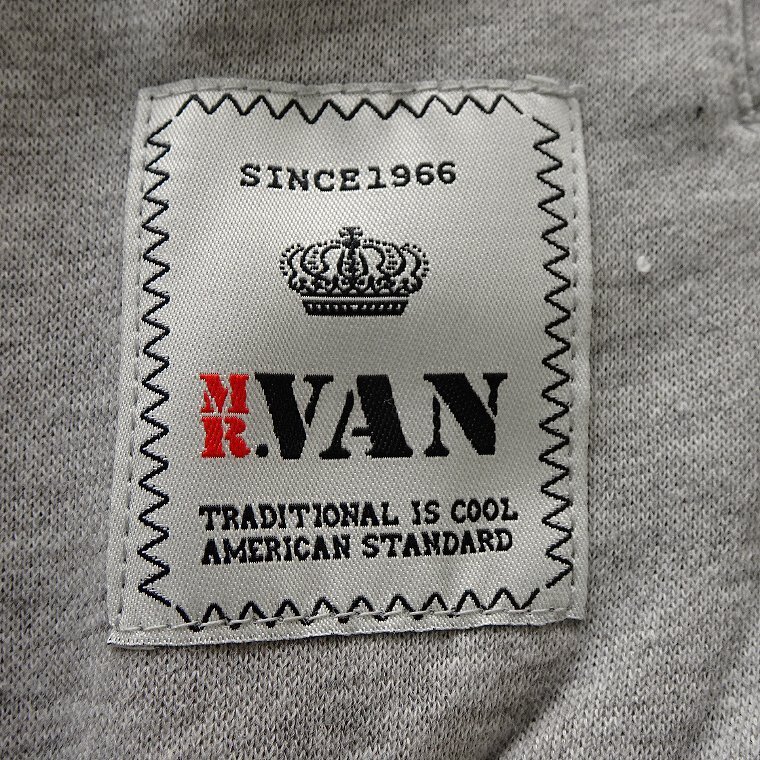 SINCE1966
MR.VAN
TRADITIONAL IS COOL
AMERICAN STANDARD